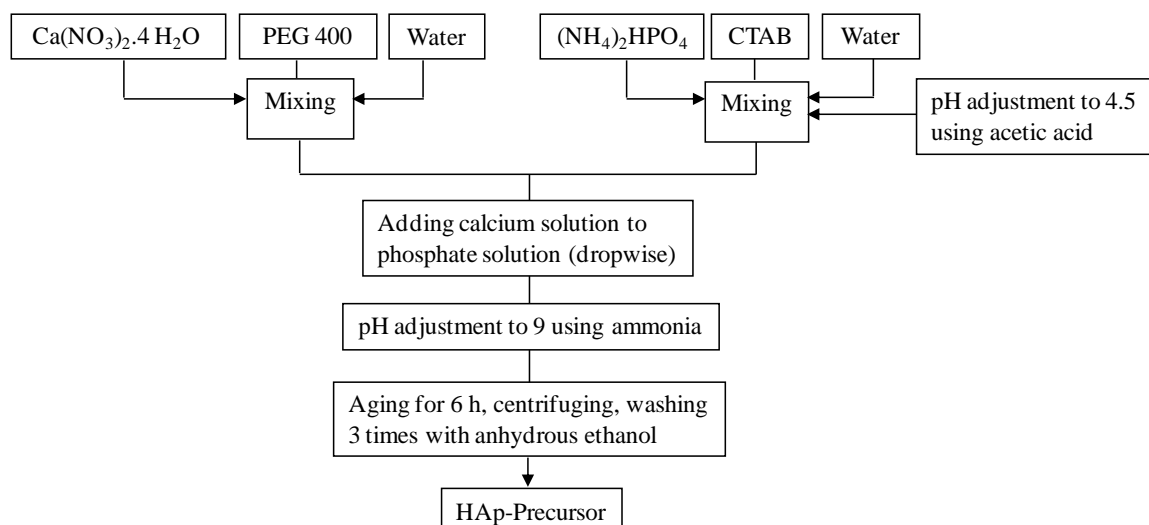 Ca(NO₃)₂.4 H₂O
PEG 400
Water
(NH₄)₂HPO₄
CTAB
Water
Mixing
Mixing
pH adjustment to 4.5
using acetic acid
Adding calcium solution to
phosphate solution (dropwise)
pH adjustment to 9 using ammonia
Aging for 6 h, centrifuging, washing
3 times with anhydrous ethanol
HAp-Precursor